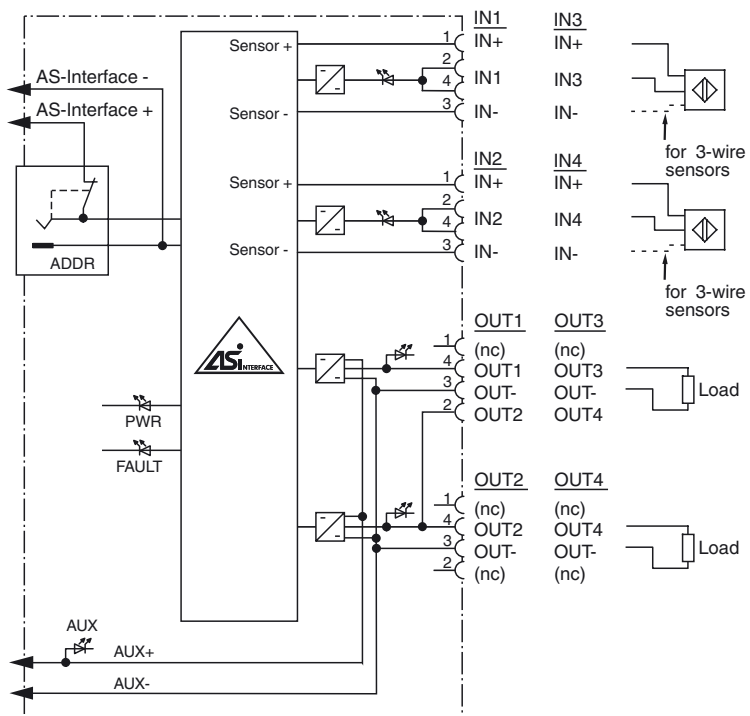 IN1 IN3
Sensor + 1 IN+ IN+
2
IN1 IN3
4
AS-Interface -
AS-Interface +
Sensor - 3 IN- IN-
for 3-wire
sensors
IN2 IN4
Sensor + 1 IN+ IN+
2
IN2 IN4
4
Sensor - 3 IN- IN-
ADDR
for 3-wire
sensors
OUT1 OUT3
1 (nc) (nc)
ASi INTERFACE
4 OUT1 OUT3
3 OUT- OUT- Load
2 OUT2 OUT4
PWR
FAULT
OUT2 OUT4
1 (nc) (nc)
4 OUT2 OUT4
3 OUT- OUT- Load
2 (nc) (nc)
AUX
AUX+
AUX-